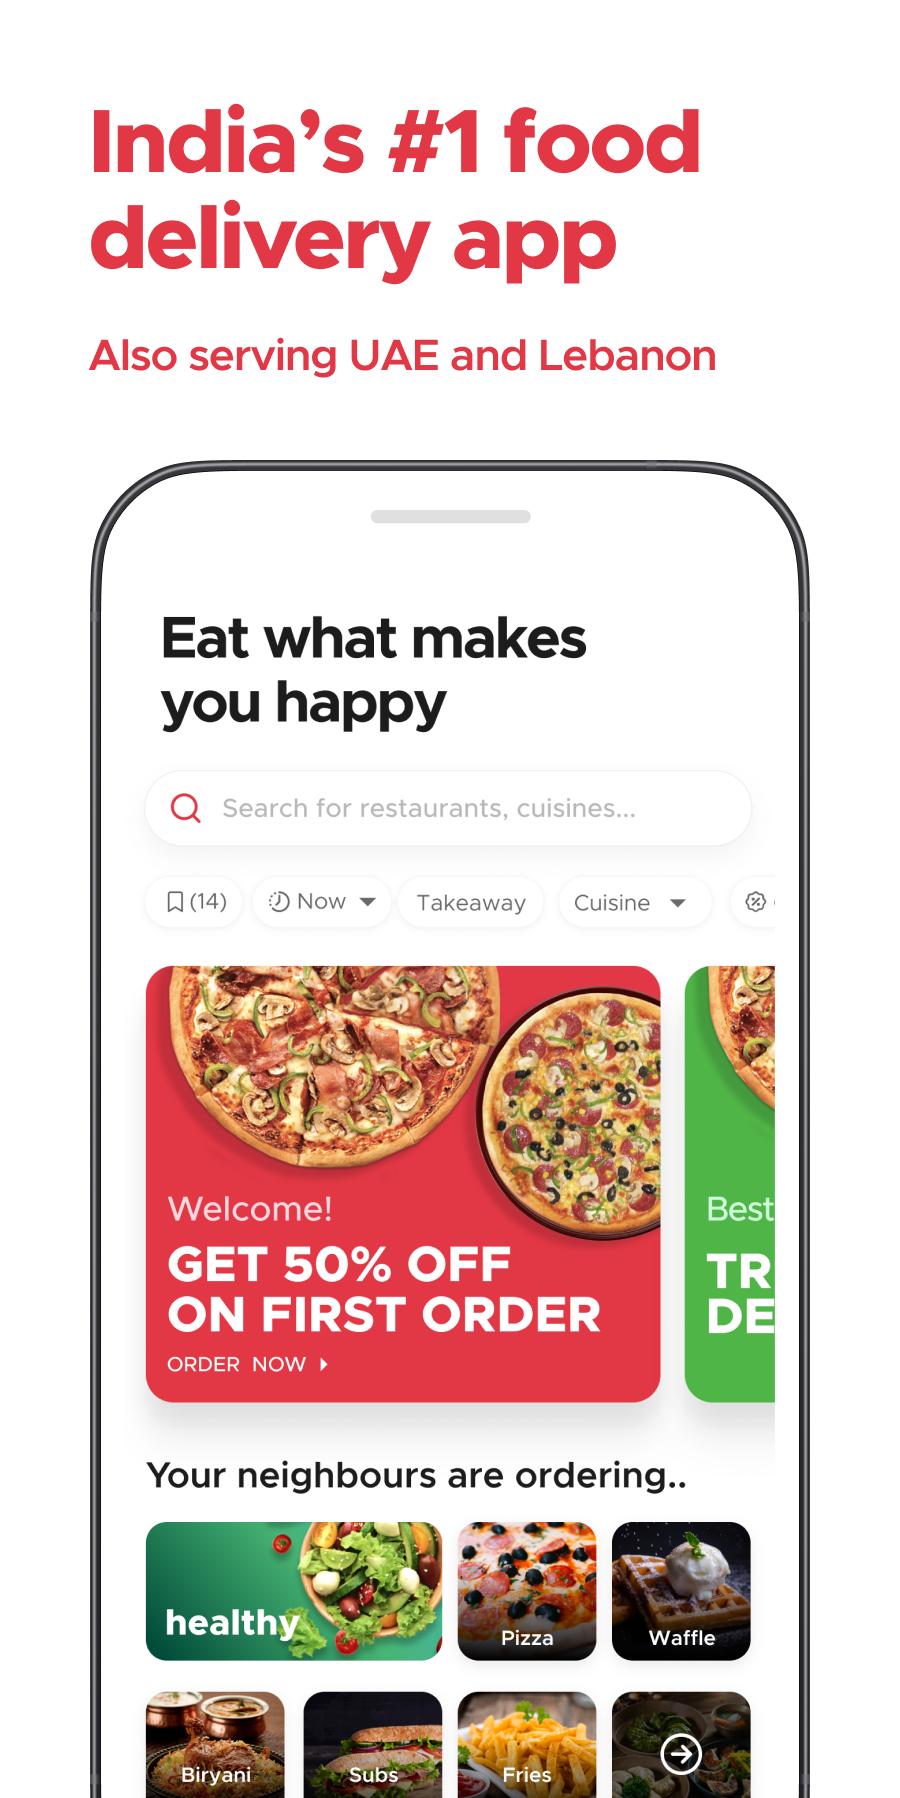 India’s #1 food
delivery app
Also serving UAE and Lebanon
Eat what makes
you happy
Search for restaurants, cuisines...
(14) Now Takeaway Cuisine
Welcome!
GET 50% OFF
ON FIRST ORDER
ORDER NOW
Best
TR
DE
Your neighbours are ordering..
healthy
Pizza
Waffle
Biryani
Subs
Fries